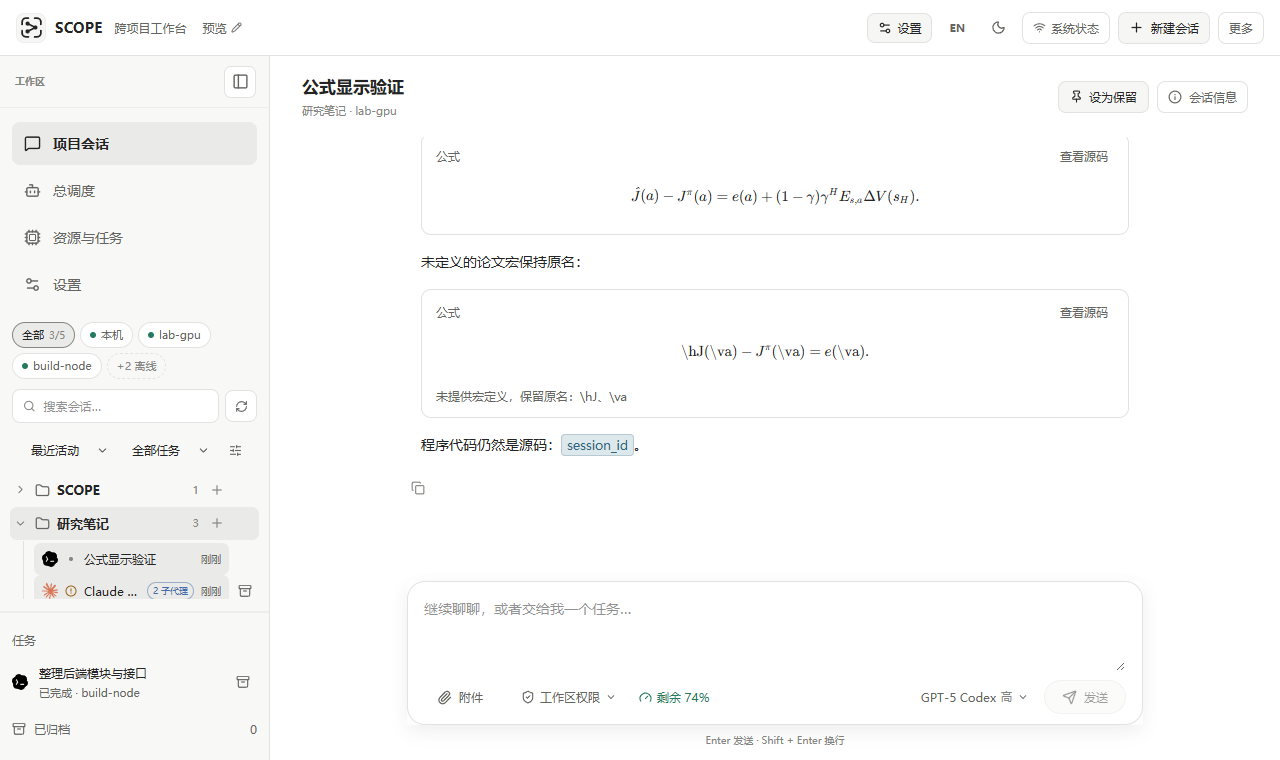 SCOPE 跨项目工作台 预览 设置 EN 系统状态 新建会话 更多
工作区
项目会话
总调度
资源与任务
设置
全部 3/5 本机 lab-gpu
build-node +2 离线
搜索会话...
最近活动 全部任务
SCOPE 1
研究笔记 3
公式显示验证 刚刚
Claude ... 2 子代理 刚刚
任务
整理后端模块与接口
已完成 · build-node
已归档 0
公式显示验证
研究笔记 · lab-gpu
设为保留 会话信息
公式 查看源码
Ĵ(a) − J^π(a) = e(a) + (1 − γ)γ^H E_{s,a}ΔV(s_H).
未定义的论文宏保持原名：
公式 查看源码
\hJ(\va) − J^π(\va) = e(\va).
未提供宏定义，保留原名：\hJ、\va
程序代码仍然是源码： session_id 。
继续聊聊，或者交给我一个任务...
附件 工作区权限 剩余 74% GPT-5 Codex 高 发送
Enter 发送 · Shift + Enter 换行